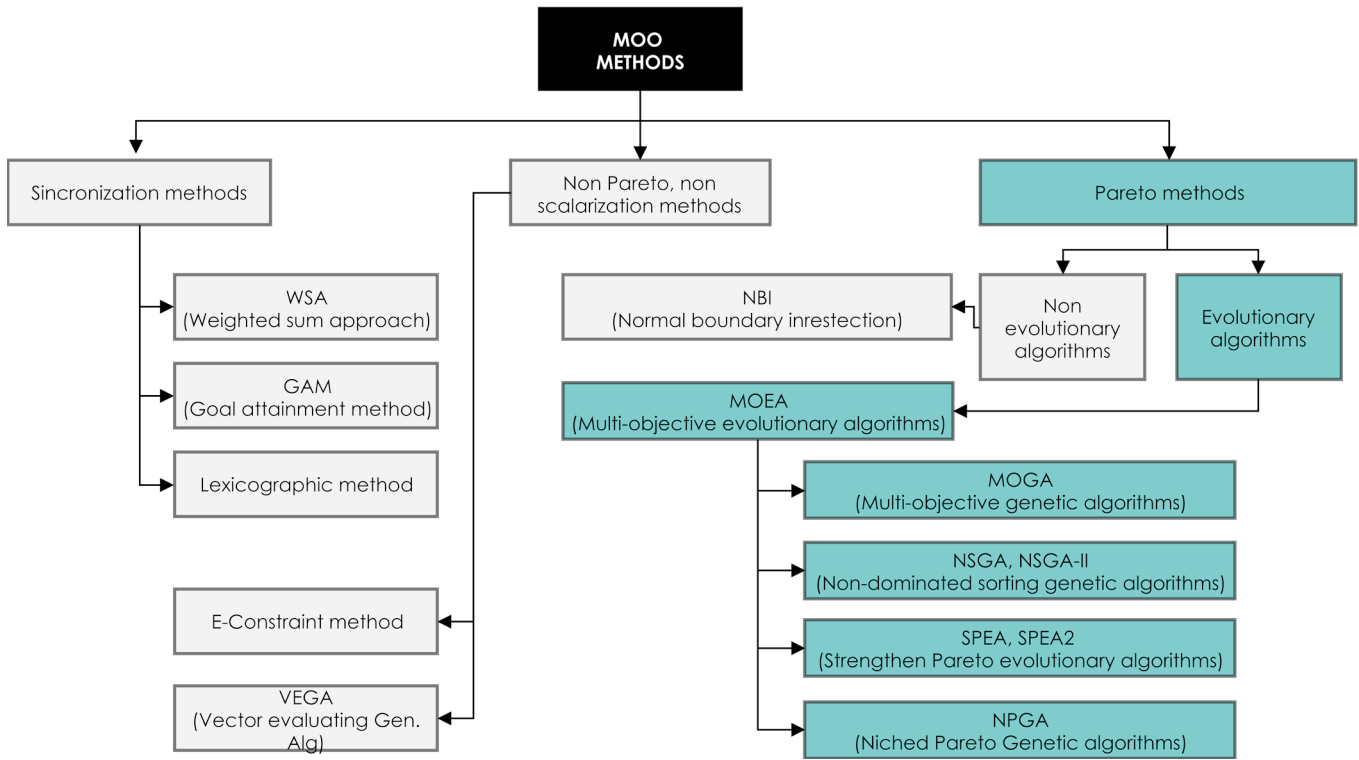 MOO
METHODS
Sincronization methods
Non Pareto, non
scalarization methods
Pareto methods
WSA
(Weighted sum approach)
GAM
(Goal attainment method)
Lexicographic method
E-Constraint method
VEGA
(Vector evaluating Gen.
Alg)
NBI
(Normal boundary inrestection)
Non
evolutionary
algorithms
Evolutionary
algorithms
MOEA
(Multi-objective evolutionary algorithms)
MOGA
(Multi-objective genetic algorithms)
NSGA, NSGA-II
(Non-dominated sorting genetic algorithms)
SPEA, SPEA2
(Strengthen Pareto evolutionary algorithms)
NPGA
(Niched Pareto Genetic algorithms)